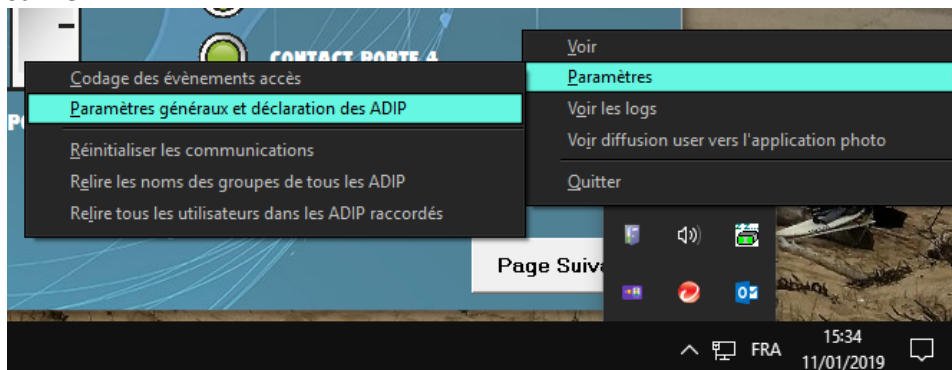 CONTACT PORTE 4
Voir
Paramètres
Voir les logs
Voir diffusion user vers l'application photo
Quitter
Codage des évènements accès
Paramètres généraux et déclaration des ADIP
Réinitialiser les communications
Relire les noms des groupes de tous les ADIP
Relire tous les utilisateurs dans les ADIP raccordés
Page Suiv
FRA
15:34
11/01/2019